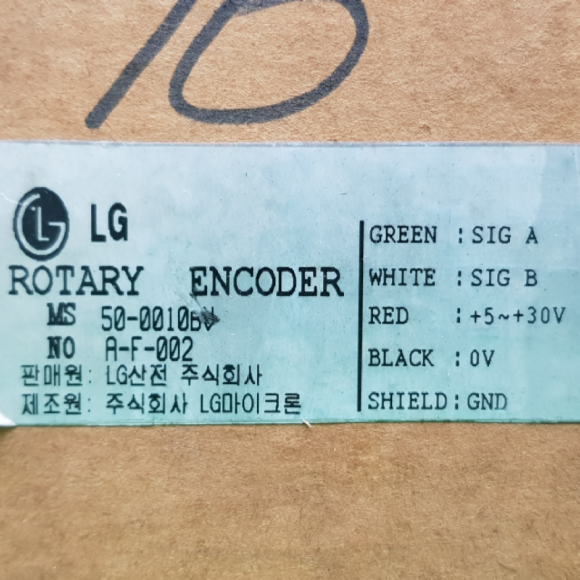 10
LG
ROTARY ENCODER
MS 50-0010BV
NO A-F-002
판매원: LG산전 주식회사
제조원: 주식회사 LG마이크론
GREEN : SIG A
WHITE : SIG B
RED : +5~+30V
BLACK : 0V
SHIELD : GND